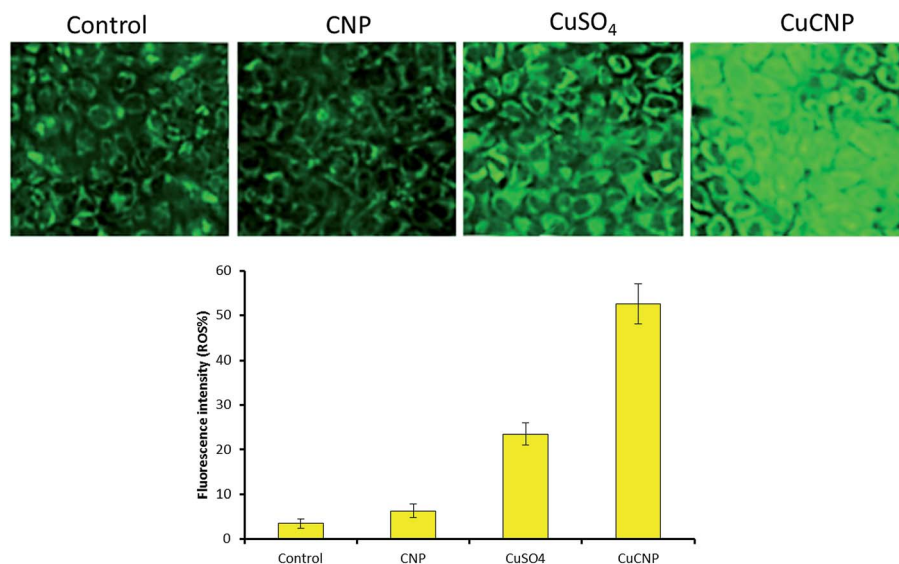 Control CNP CuSO₄ CuCNP
Fluorescence intensity (ROS%)
60
50
40
30
20
10
0
Control CNP CuSO4 CuCNP